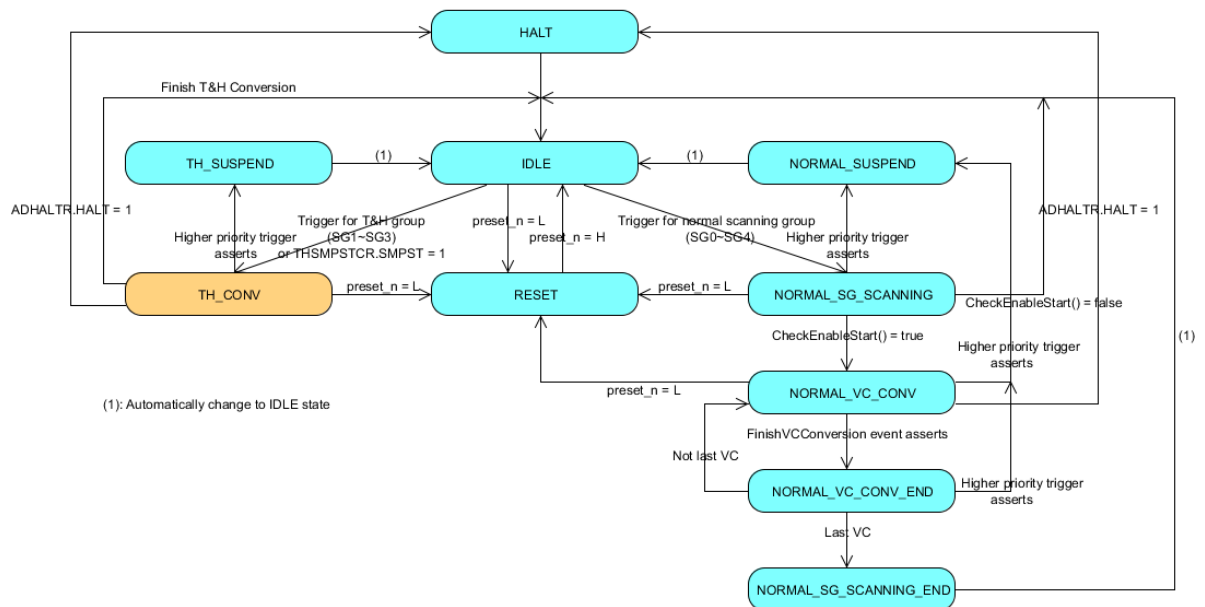 HALT
Finish T&H Conversion
TH_SUSPEND
(1)
IDLE
(1)
NORMAL_SUSPEND
ADHALTR.HALT = 1
ADHALTR.HALT = 1
Trigger for T&H group
(SG1~SG3)
or THSMPSTCR.SMPST = 1
preset_n = L
preset_n = H
Trigger for normal scanning group
(SG0~SG4)
Higher priority trigger
asserts
Higher priority trigger
asserts
TH_CONV
preset_n = L
RESET
preset_n = L
NORMAL_SG_SCANNING
CheckEnableStart() = false
CheckEnableStart() = true
(1)
Higher priority trigger
asserts
preset_n = L
NORMAL_VC_CONV
(1): Automatically change to IDLE state
FinishVCConversion event asserts
Not last VC
NORMAL_VC_CONV_END
Higher priority trigger
asserts
Last VC
NORMAL_SG_SCANNING_END